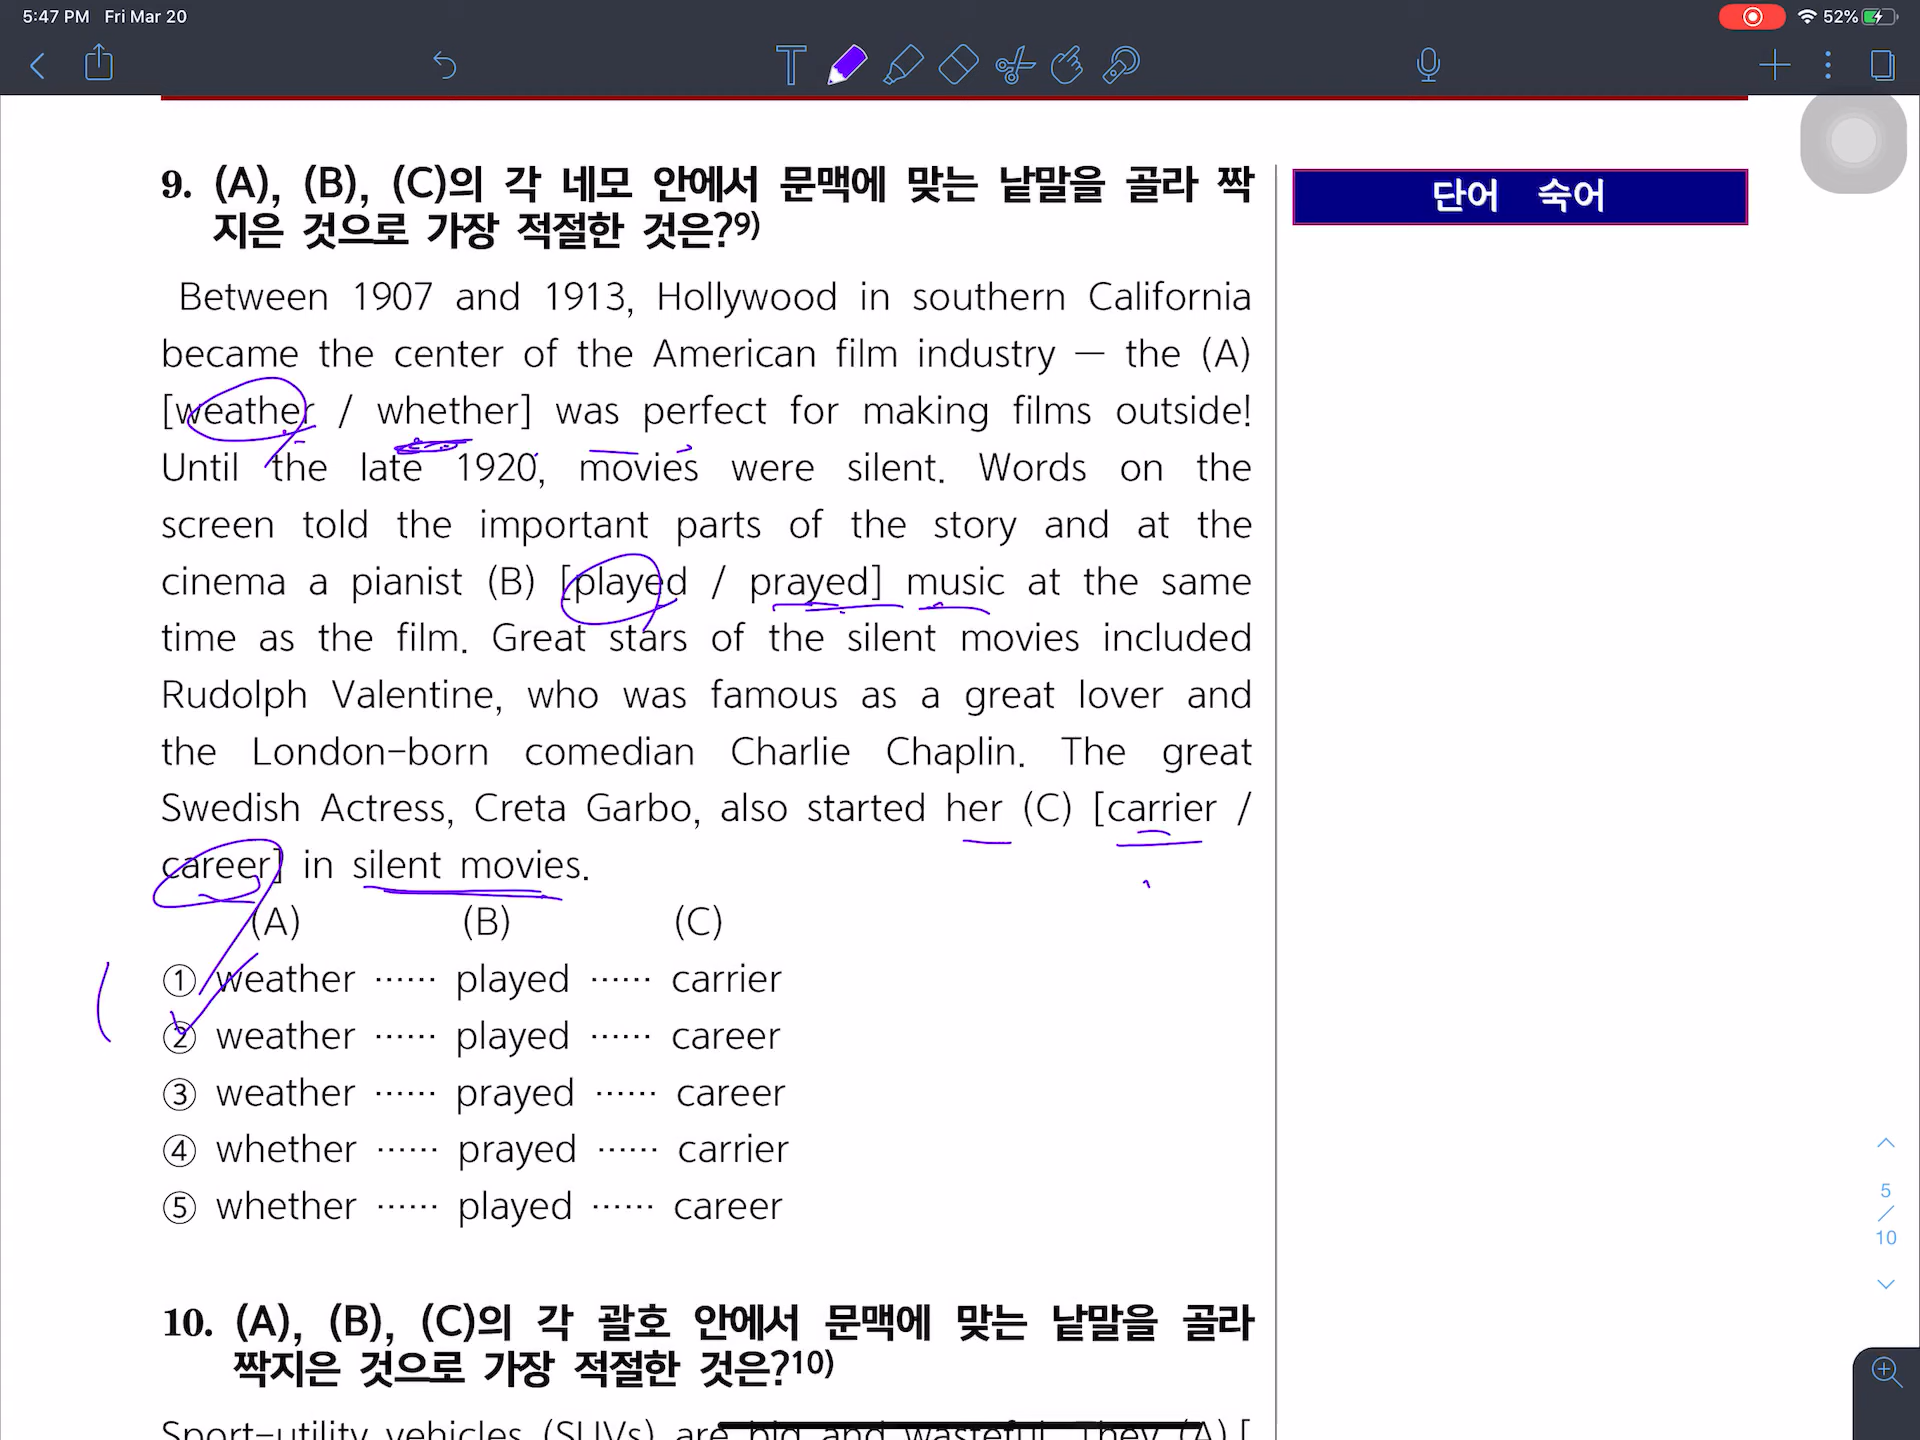 5:47 PM Fri Mar 20
52%
9. (A), (B), (C)의 각 네모 안에서 문맥에 맞는 낱말을 골라 짝
지은 것으로 가장 적절한 것은?9)
단어 숙어
Between 1907 and 1913, Hollywood in southern California
became the center of the American film industry — the (A)
[weather / whether] was perfect for making films outside!
Until the late 1920, movies were silent. Words on the
screen told the important parts of the story and at the
cinema a pianist (B) [played / prayed] music at the same
time as the film. Great stars of the silent movies included
Rudolph Valentine, who was famous as a great lover and
the London-born comedian Charlie Chaplin. The great
Swedish Actress, Creta Garbo, also started her (C) [carrier /
career] in silent movies.
(A) (B) (C)
① weather ...... played ...... carrier
② weather ...... played ...... career
③ weather ...... prayed ...... career
④ whether ...... prayed ...... carrier
⑤ whether ...... played ...... career
5
/
10
10. (A), (B), (C)의 각 괄호 안에서 문맥에 맞는 낱말을 골라
짝지은 것으로 가장 적절한 것은?10)
Sport-utility vehicles (SUVs) are big and wasteful. They (A) [